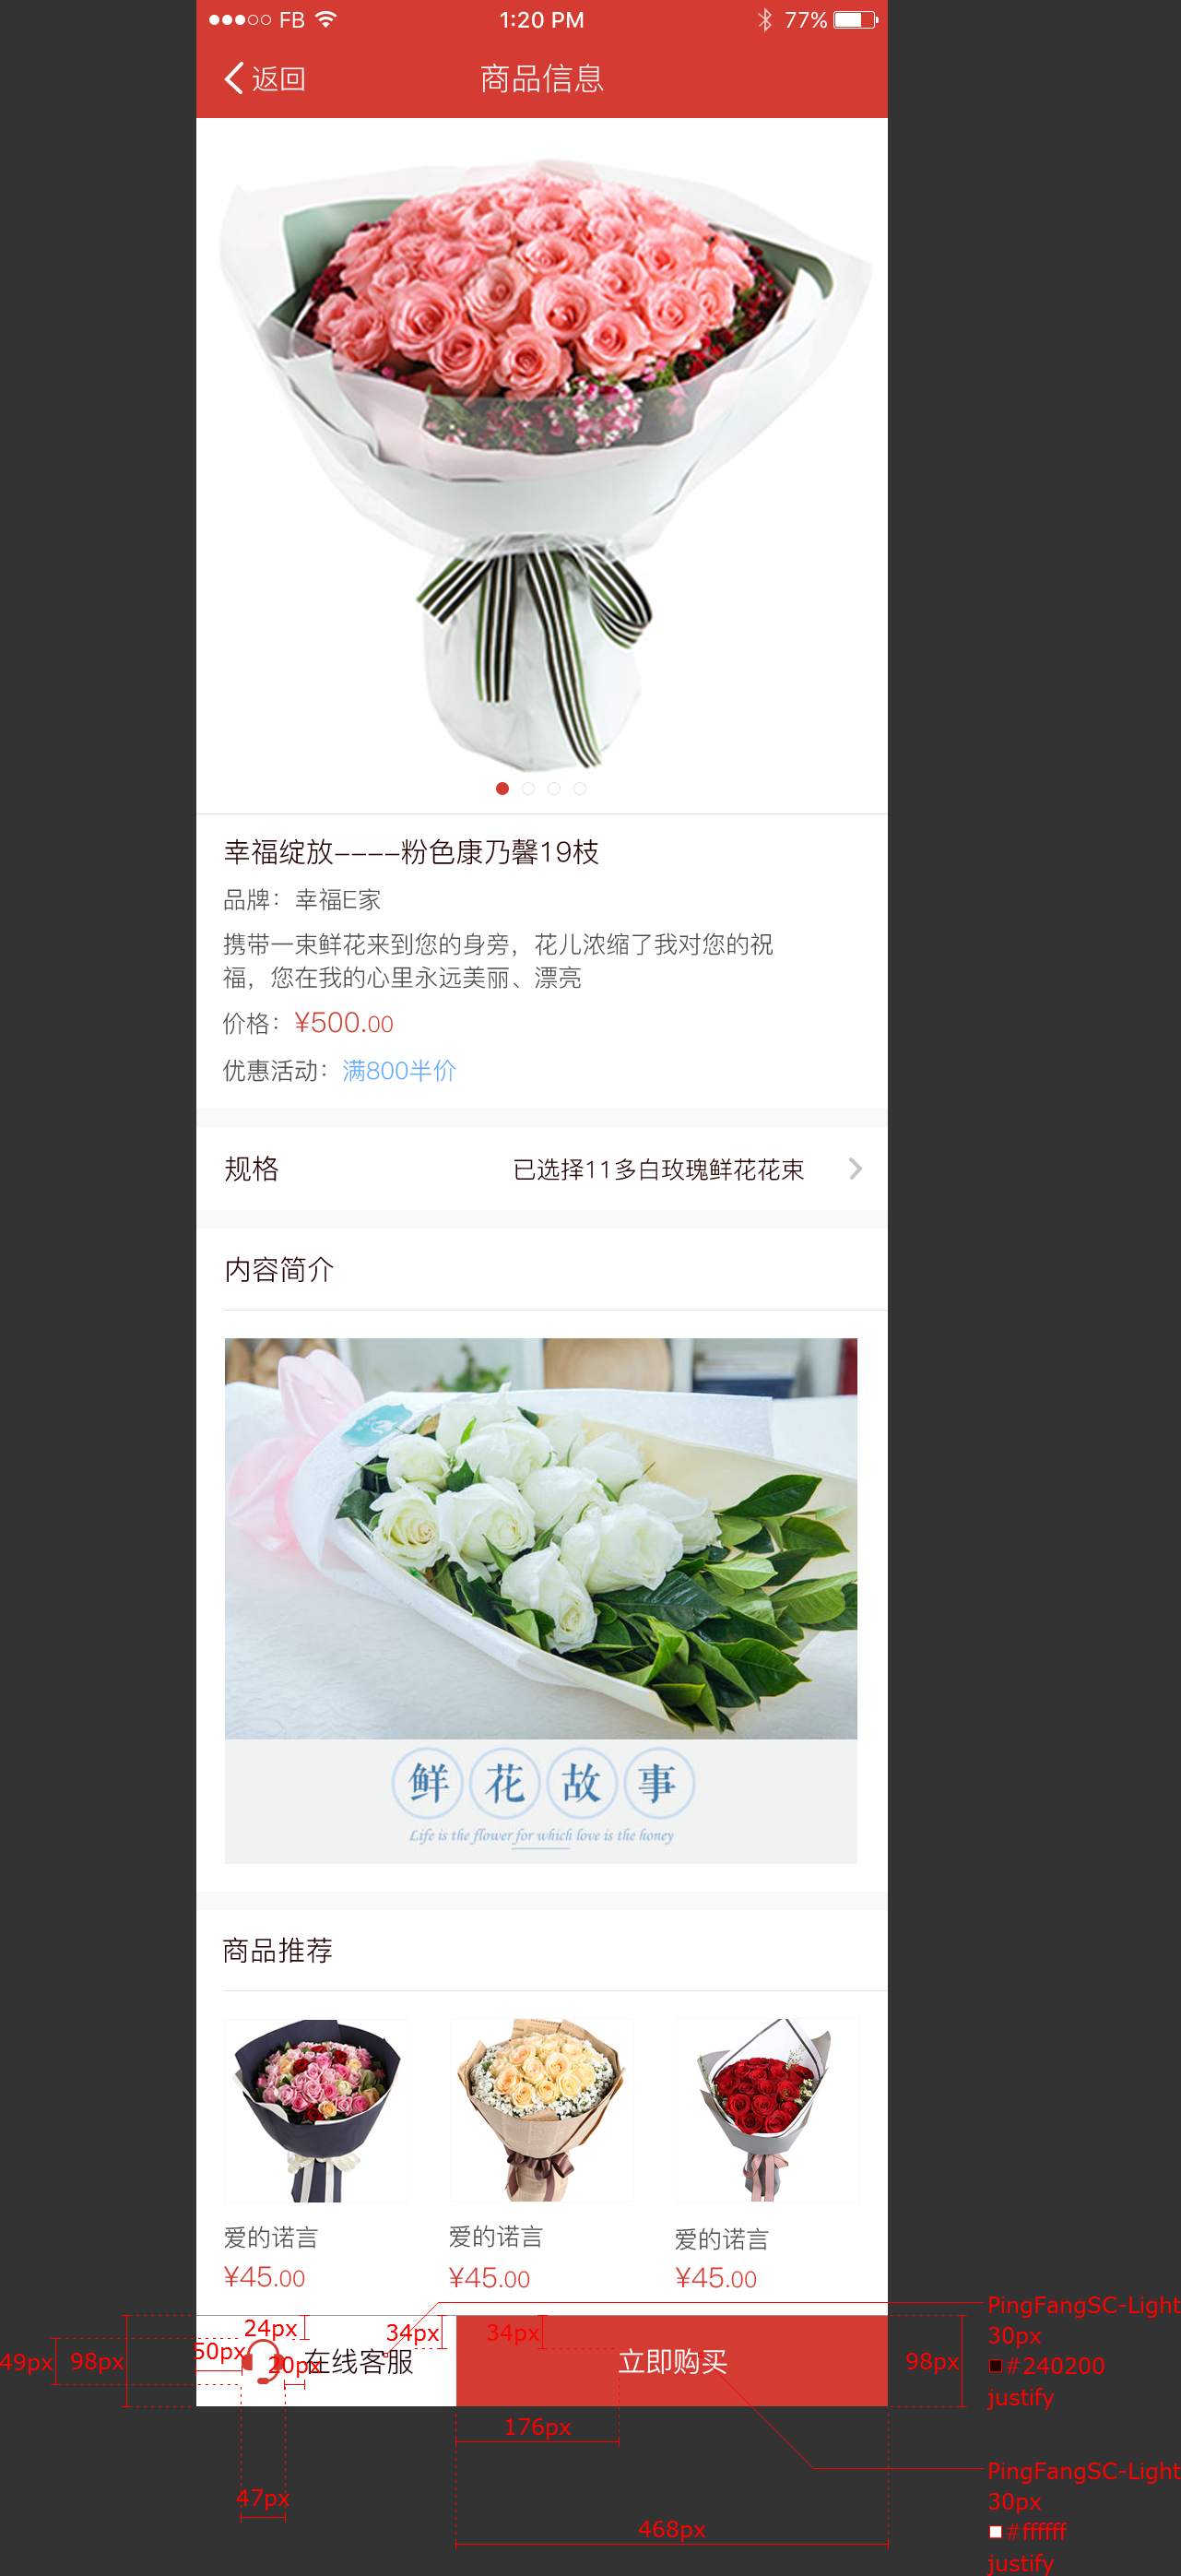 FB 1:20 PM 77%
返回 商品信息
幸福绽放----粉色康乃馨19枝
品牌：幸福E家
携带一束鲜花来到您的身旁，花儿浓缩了我对您的祝
福，您在我的心里永远美丽、漂亮
价格：¥500.00
优惠活动：满800半价
规格 已选择11多白玫瑰鲜花花束
内容简介
鲜花故事
Life is the flower for which love is the honey
商品推荐
爱的诺言 爱的诺言 爱的诺言
¥45.00 ¥45.00 ¥45.00
24px 34px 34px
49px 98px 50px 20px 在线客服 立即购买 98px
PingFangSC-Light
30px
#240200
justify
176px
47px
468px
PingFangSC-Light
30px
#ffffff
justify